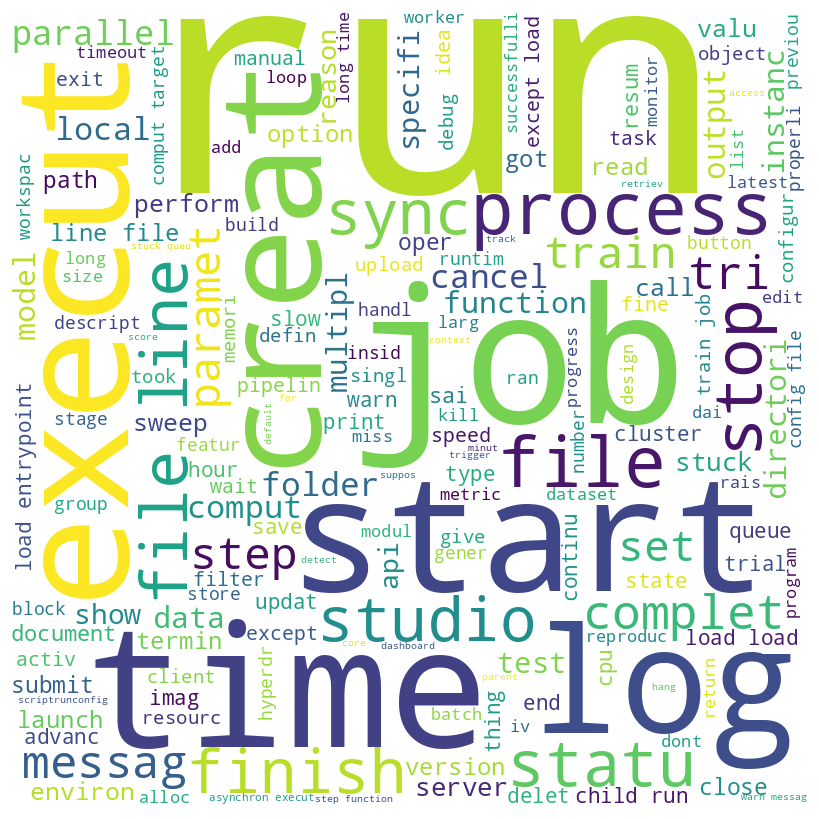 run
job
start
time
log
execut
creat
file line
process
file
stop
sync
step
studio
finish
messag
statu
complet
set
tri
train
function
cancel
parallel
local
path
perform
line file
exit
timeout
comput target
manual
loop
long time
reason
option
add
build
worker
specifi
idea
debug
got
successfulli
except load
valu
object
resum
monitor
access
previou
output
list
instanc
properli
task
read
retriev
latest
workspac
model
long
size
descript
score
took
stage
group
load entrypoint
stuck queu
paramet
memori
slow
defin
pipelin
sweep
hour
featur
wait
folder
comput
save
oper
track
upload
runtim
button
configur
call
edit
fine
multipl
handl
larg
context
insid
singl
sai
ran
progress
design
train job
config file
directori
print
warn
miss
kill
speed
number
dai
cluster
default
far
trigger
minut
suppos
type
metric
dataset
stuck
rais
queue
trial
program
api
modul
give
gener
continu
state
cpu
load load
reproduc
return
block
show
data
filter
store
detect
updat
document
termin
except
core
dashboard
test
activ
client
hyperdr
parent
hang
submit
scriptrunconfig
imag
resourc
batch
thing
end
iv
launch
advanc
dont
environ
alloc
version
server
asynchron execut
step function
delet
child run
close
warn messag